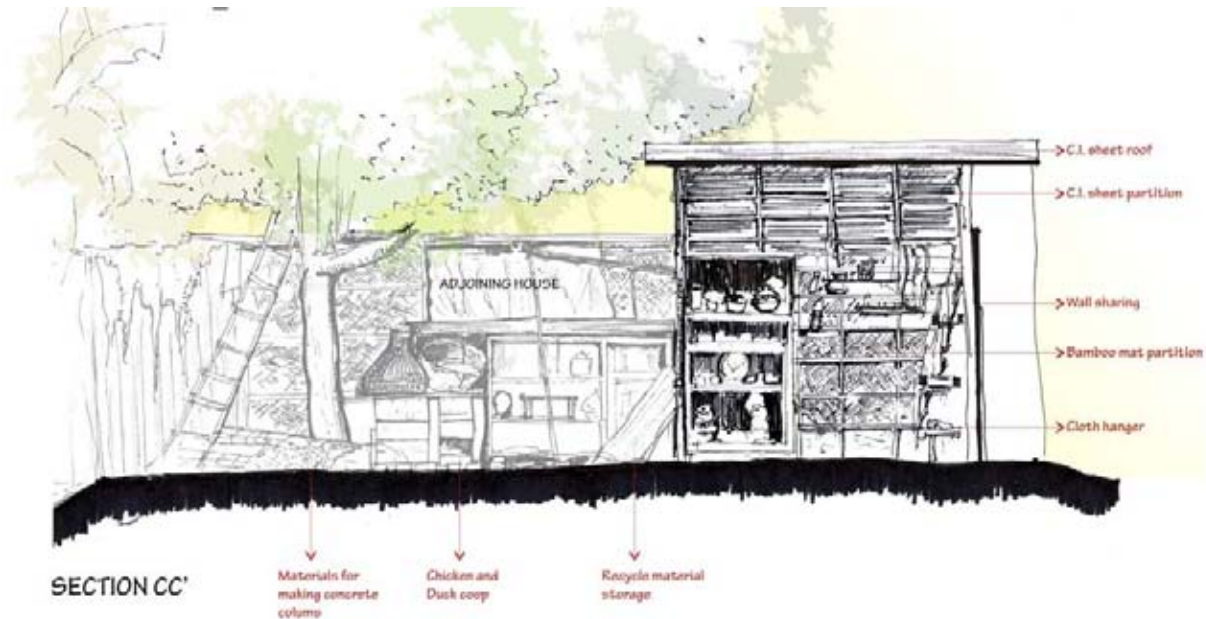 C.I. sheet roof
C.I. sheet partition
ADJOINING HOUSE
Wall sharing
Bamboo mat partition
Cloth hanger
SECTION CC'
Materials for
making concrete
colums
Chicken and
Duck coop
Recycle material
storage